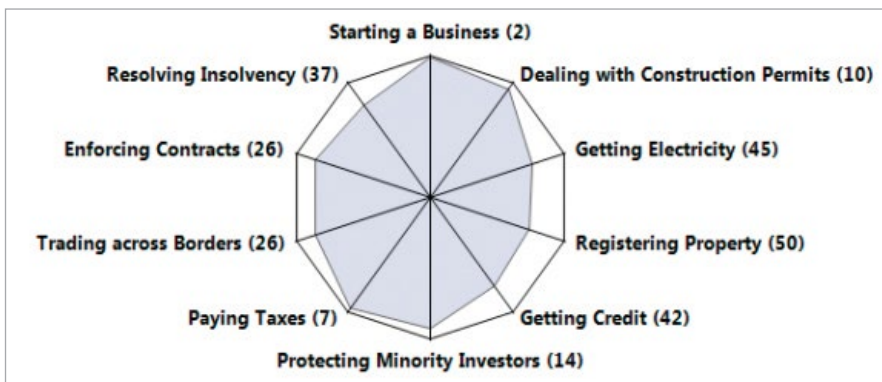 Starting a Business (2)
Resolving Insolvency (37)
Dealing with Construction Permits (10)
Enforcing Contracts (26)
Getting Electricity (45)
Trading across Borders (26)
Registering Property (50)
Paying Taxes (7)
Getting Credit (42)
Protecting Minority Investors (14)